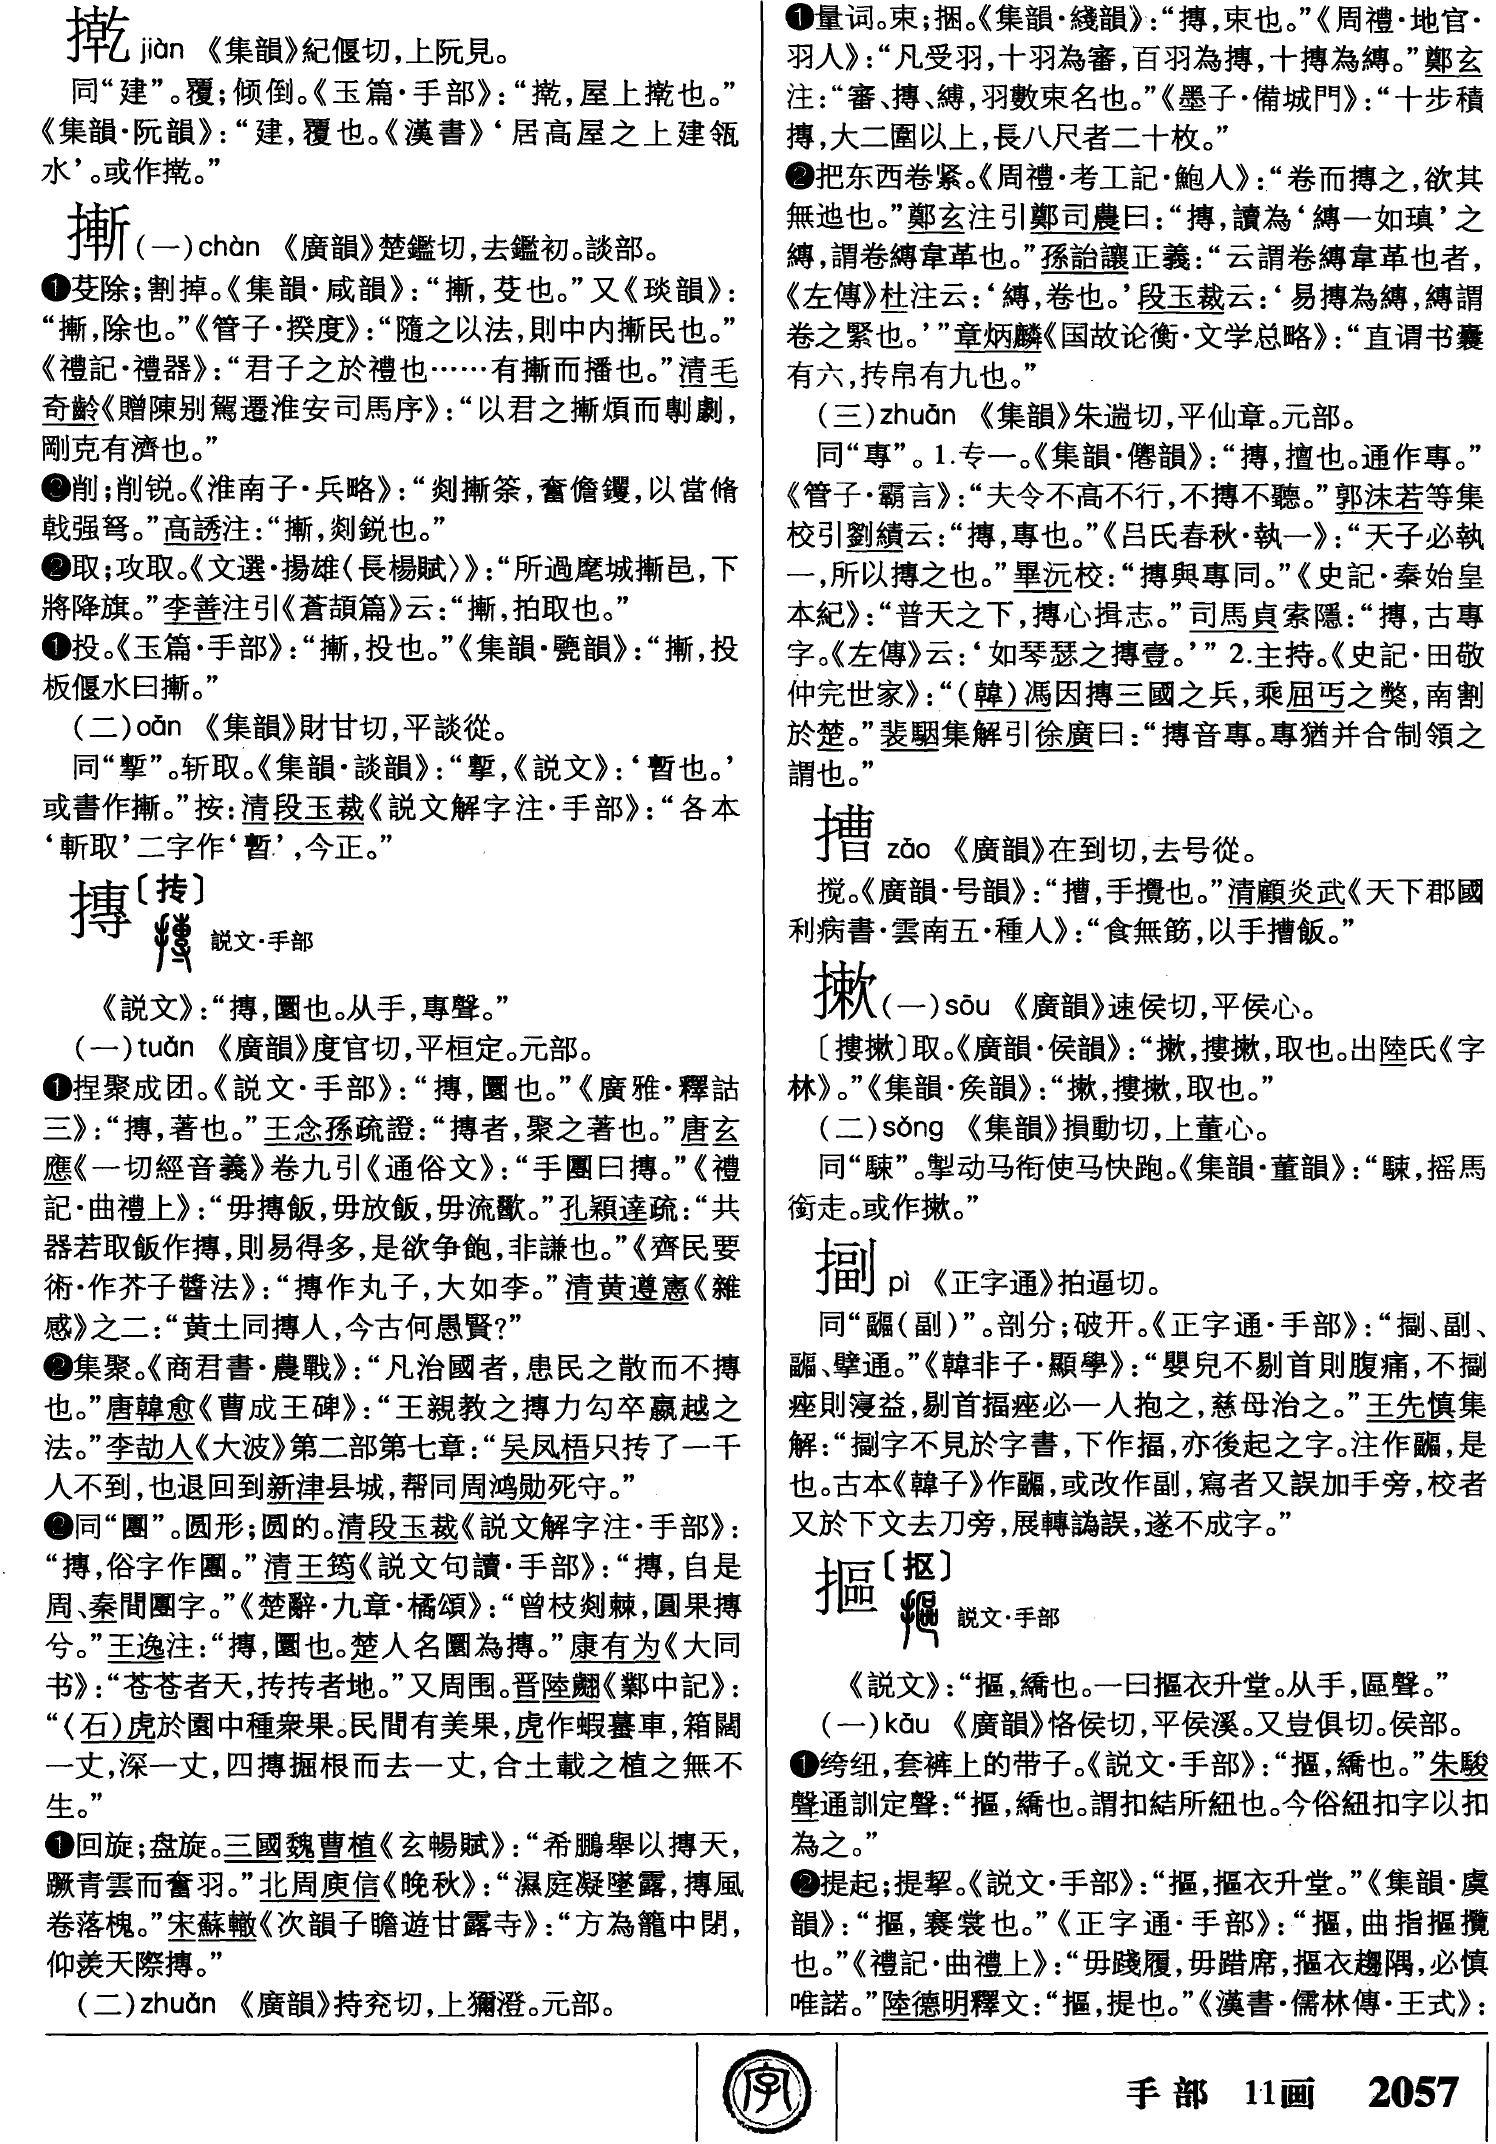 㨴 jiàn 《集韻》紀偃切,上阮見。
同“建”。覆;倾倒。《玉篇·手部》:“㨴,屋上㨴也。”
《集韻·阮韻》:“建,覆也。《漢書》‘居高屋之上建瓴
水’。或作㨴。”
摲(一)chàn 《廣韻》楚鑑切,去鑑初。談部。
❶芟除;割掉。《集韻·咸韻》:“摲,芟也。”又《琰韻》:
“摲,除也。”《管子·揆度》:“隨之以法,則中内摲民也。”
《禮記·禮器》:“君子之於禮也……有摲而播也。”清毛
奇齡《贈陳别駕遷淮安司馬序》:“以君之摲煩而剸劇,
剛克有濟也。”
❷削;削锐。《淮南子·兵略》:“剡摲筡,奮儋钁,以當脩
戟强弩。”高誘注:“摲,剡鋭也。”
❷取;攻取。《文選·揚雄〈長楊賦〉》:“所過麾城摲邑,下
將降旗。”李善注引《蒼頡篇》云:“摲,拍取也。”
❶投。《玉篇·手部》:“摲,投也。”《集韻·甖韻》:“摲,投
板偃水曰摲。”
(二)cán 《集韻》財甘切,平談從。
同“摮”。斩取。《集韻·談韻》:“摲,《説文》:‘暫也。’
或書作摲。”按:清段玉裁《説文解字注·手部》:“各本
‘斬取’二字作‘暫’,今正。”
摶〔抟〕
説文·手部
《説文》:“摶,圜也。从手,專聲。”
(一)tuán 《廣韻》度官切,平桓定。元部。
❶捏聚成团。《説文·手部》:“摶,圜也。”《廣雅·釋詁
三》:“摶,著也。”王念孫疏證:“摶者,聚之著也。”唐玄
應《一切經音義》卷九引《通俗文》:“手團曰摶。”《禮
記·曲禮上》:“毋摶飯,毋放飯,毋流歠。”孔穎達疏:“共
器若取飯作摶,則易得多,是欲争飽,非謙也。”《齊民要
術·作芥子醬法》:“摶作丸子,大如李。”清黄遵憲《雜
感》之二:“黄土同摶人,今古何愚賢?”
❷集聚。《商君書·農戰》:“凡治國者,患民之散而不摶
也。”唐韓愈《曹成王碑》:“王親教之摶力勾卒嬴越之
法。”李劼人《大波》第二部第七章:“吴凤梧只抟了一千
人不到,也退回到新津县城,帮同周鸿勋死守。”
❷同“團”。圆形;圆的。清段玉裁《説文解字注·手部》:
“摶,俗字作團。”清王筠《説文句讀·手部》:“摶,自是
周、秦間團字。”《楚辭·九章·橘頌》:“曾枝剡棘,圓果摶
兮。”王逸注:“摶,圜也。楚人名圜為摶。”康有为《大同
书》:“苍苍者天,抟抟者地。”又周围。晋陸翽《鄴中記》:
“(石)虎於園中種衆果。民間有美果,虎作蝦蟇車,箱闊
一丈,深一丈,四摶掘根而去一丈,合土載之植之無不
生。”
❶回旋;盘旋。三國魏曹植《玄暢賦》:“希鵬舉以摶天,
蹶青雲而奮羽。”北周庾信《晚秋》:“濕庭凝墜露,摶風
卷落槐。”宋蘇轍《次韻子瞻遊甘露寺》:“方為籠中閉,
仰羨天際摶。”
(二)zhuàn 《廣韻》持兖切,上獮澄。元部。
❶量词。束;捆。《集韻·綫韻》:“摶,束也。”《周禮·地官·
羽人》:“凡受羽,十羽為審,百羽為摶,十摶為縳。”鄭玄
注:“審、摶、縳,羽數束名也。”《墨子·備城門》:“十步積
摶,大二圍以上,長八尺者二十枚。”
❷把东西卷紧。《周禮·考工記·鮑人》:“卷而摶之,欲其
無迆也。”鄭玄注引鄭司農曰:“摶,讀為‘縳一如瑱’之
縳,謂卷縳韋革也。”孫詒讓正義:“云謂卷縳韋革也者,
《左傳》杜注云:‘縳,卷也。’段玉裁云:‘易摶為縳,縳謂
卷之緊也。’”章炳麟《国故论衡·文学总略》:“直谓书囊
有六,抟帛有九也。”
(三)zhuān 《集韻》朱遄切,平仙章。元部。
同“專”。1.专一。《集韻·僊韻》:“摶,擅也。通作專。”
《管子·霸言》:“夫令不高不行,不摶不聽。”郭沫若等集
校引劉績云:“摶,專也。”《吕氏春秋·執一》:“天子必執
一,所以摶之也。”畢沅校:“摶與專同。”《史記·秦始皇
本紀》:“普天之下,摶心揖志。”司馬貞索隱:“摶,古專
字。《左傳》云:‘如琴瑟之摶壹。’” 2.主持。《史記·田敬
仲完世家》:“(韓)馮因摶三國之兵,乘屈丐之獘,南割
於楚。”裴駰集解引徐廣曰:“摶音專。專猶并合制領之
謂也。”
㩥 zāo 《廣韻》在到切,去号從。
搅。《廣韻·号韻》:“傮,手攪也。”清顧炎武《天下郡國
利病書·雲南五·種人》:“食無筯,以手摺飯。”
摗(一)sōu 《廣韻》速侯切,平侯心。
〔摟㩉〕取。《廣韻·侯韻》:“㩉,摟㩉,取也。出陸氏《字
林》。”《集韻·矦韻》:“㩉,摟㩉,取也。”
(二)sǒng 《集韻》損動切,上董心。
同“駷”。掣动马衔使马快跑。《集韻·董韻》:“駷,摇馬
銜走。或作㩉。”
㨽 pì 《正字通》拍逼切。
同“疈(副)”。剖分;破开。《正字通·手部》:“㨽、副、
疈、擘通。”《韓非子·顯學》:“嬰兒不剔首則腹痛,不㨽
痤則寖益,剔首揊痤必一人抱之,慈母治之。”王先慎集
解:“㨽字不見於字書,下作揊,亦後起之字。注作疈,是
也。古本《韓子》作疈,或改作副,寫者又誤加手旁,校者
又於下文去刀旁,展轉譌誤,遂不成字。”
摳〔抠〕
説文·手部
《説文》:“摳,繑也。一曰摳衣升堂。从手,區聲。”
(一)kōu 《廣韻》恪侯切,平侯溪。又豈俱切。侯部。
❶绔纽,套裤上的带子。《説文·手部》:“摳,繑也。”朱駿
聲通訓定聲:“摳,繑也。謂扣結所紐也。今俗紐扣字以扣
為之。”
❷提起;提挈。《説文·手部》:“摳,摳衣升堂。”《集韻·虞
韻》:“摳,褰裳也。”《正字通·手部》:“摳,曲指摳攬
也。”《禮記·曲禮上》:“毋踐履,毋踖席,摳衣趨隅,必慎
唯諾。”陸德明釋文:“摳,提也。”《漢書·儒林傳·王式》:
字
手部 11画 2057